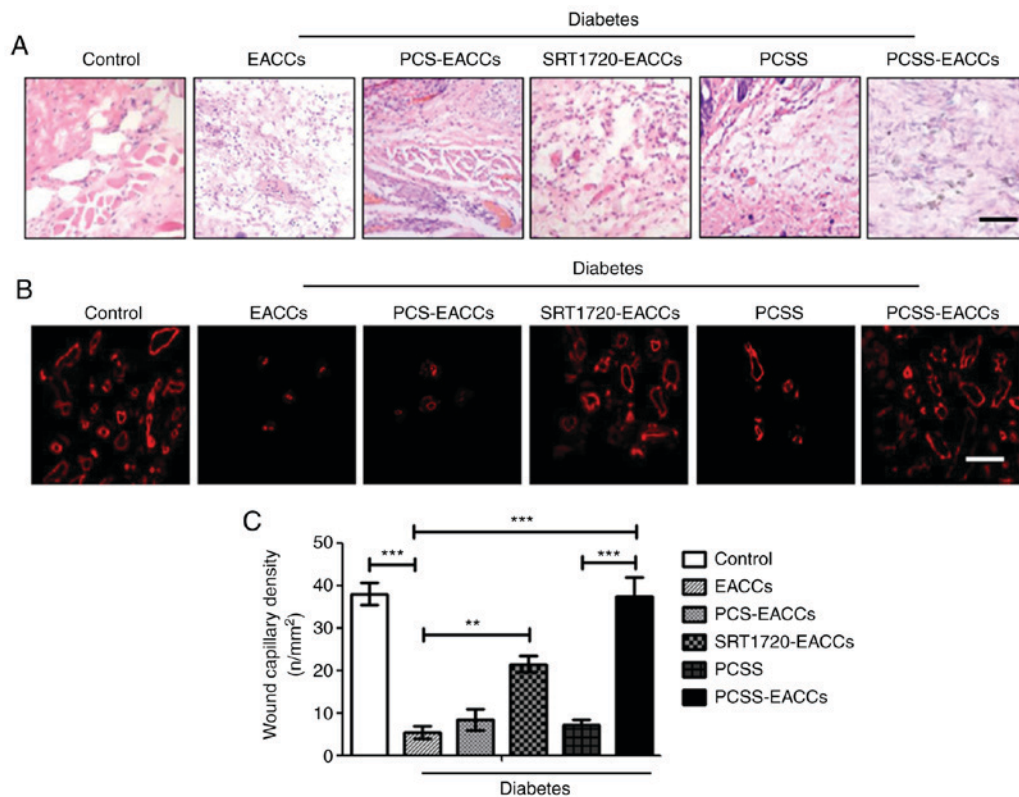 Diabetes
A
Control EACCs PCS-EACCs SRT1720-EACCs PCSS PCSS-EACCs
Diabetes
B
Control EACCs PCS-EACCs SRT1720-EACCs PCSS PCSS-EACCs
C
Wound capillary density
(n/mm²)
50
40
30
20
10
0
***
***
**
***
Diabetes
Control
EACCs
PCS-EACCs
SRT1720-EACCs
PCSS
PCSS-EACCs